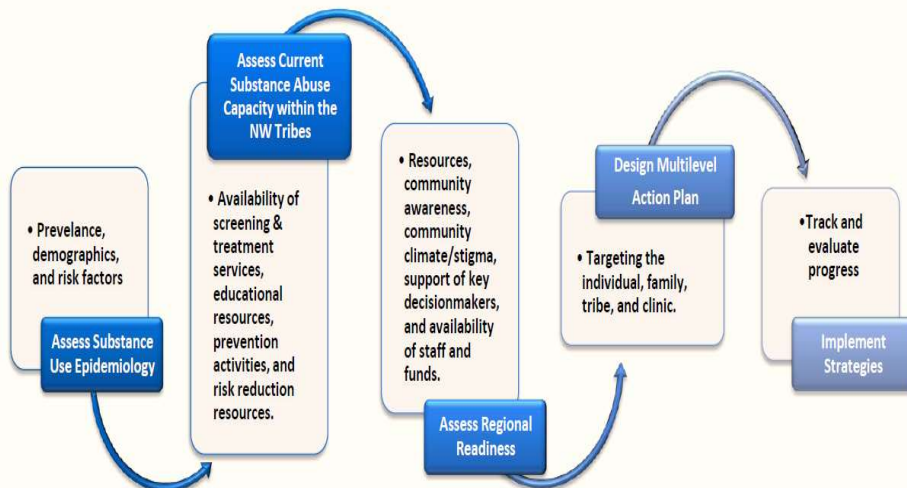 • Prevelance,
demographics,
and risk factors
Assess Substance
Use Epidemiology
Assess Current
Substance Abuse
Capacity within the
NW Tribes
• Availability of
screening &
treatment
services,
educational
resources,
prevention
activities, and
risk reduction
resources.
• Resources,
community
awareness,
community
climate/stigma,
support of key
decisionmakers,
and availability
of staff and
funds.
Assess Regional
Readiness
Design Multilevel
Action Plan
• Targeting the
individual, family,
tribe, and clinic.
•Track and
evaluate
progress
Implement
Strategies